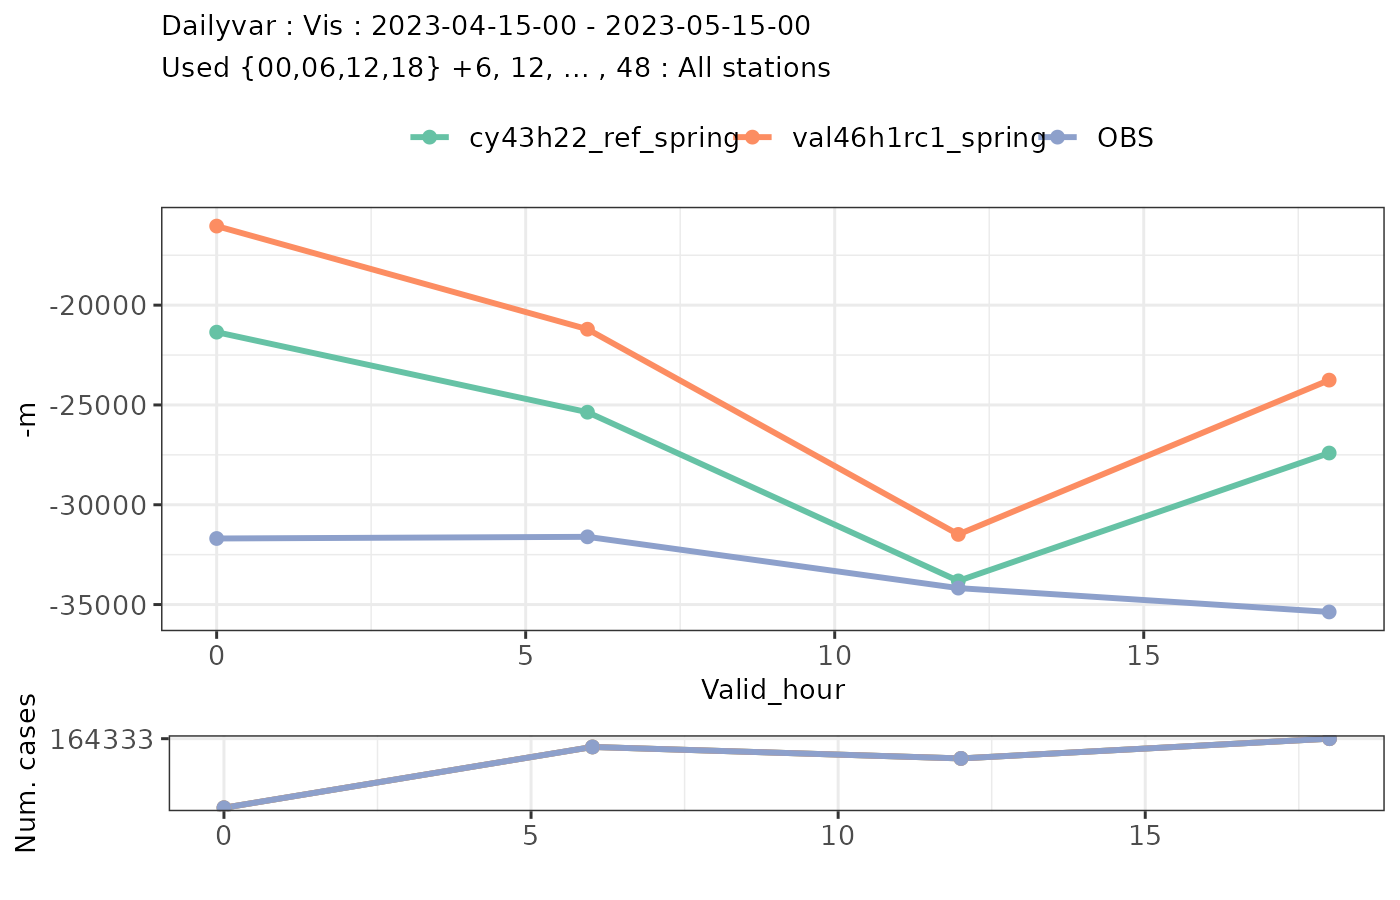 Dailyvar : Vis : 2023-04-15-00 - 2023-05-15-00
Used {00,06,12,18} +6, 12, ... , 48 : All stations
cy43h22_ref_spring val46h1rc1_spring OBS
-20000
-25000
-30000
-35000
-m
0 5 10 15
Valid_hour
164333
Num. cases
0 5 10 15